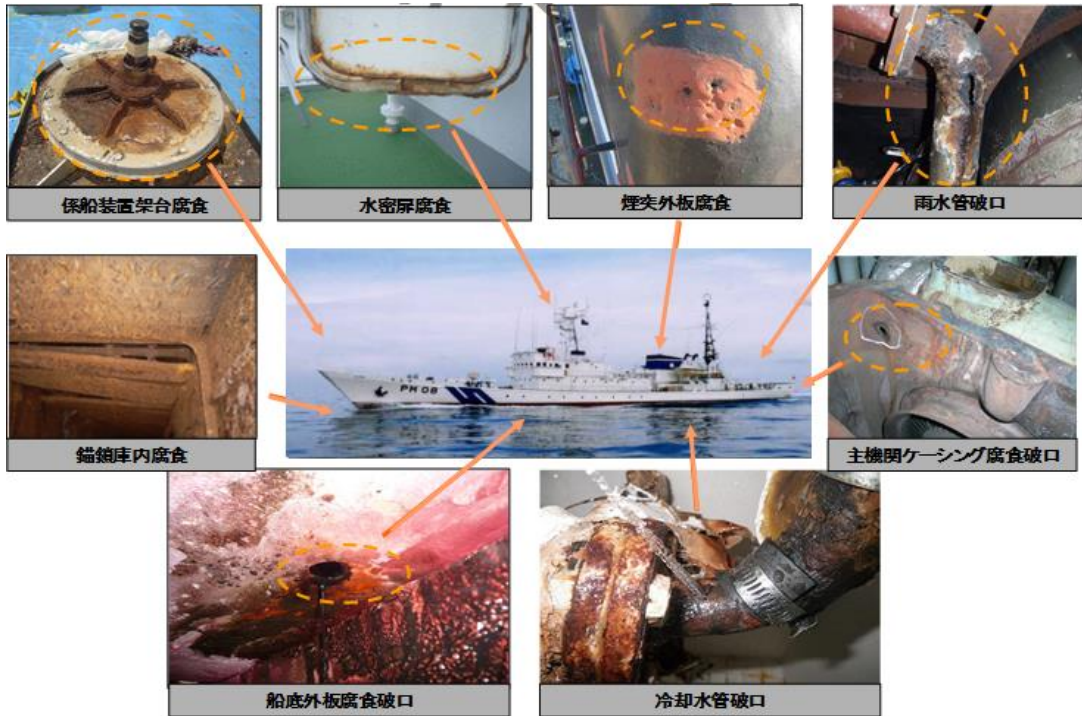 係船装置架台腐食
水密扉腐食
煙突外板腐食
雨水管破口
PM 08
錨鎖庫内腐食
主機関ケーシング腐食破口
船底外板腐食破口
冷却水管破口